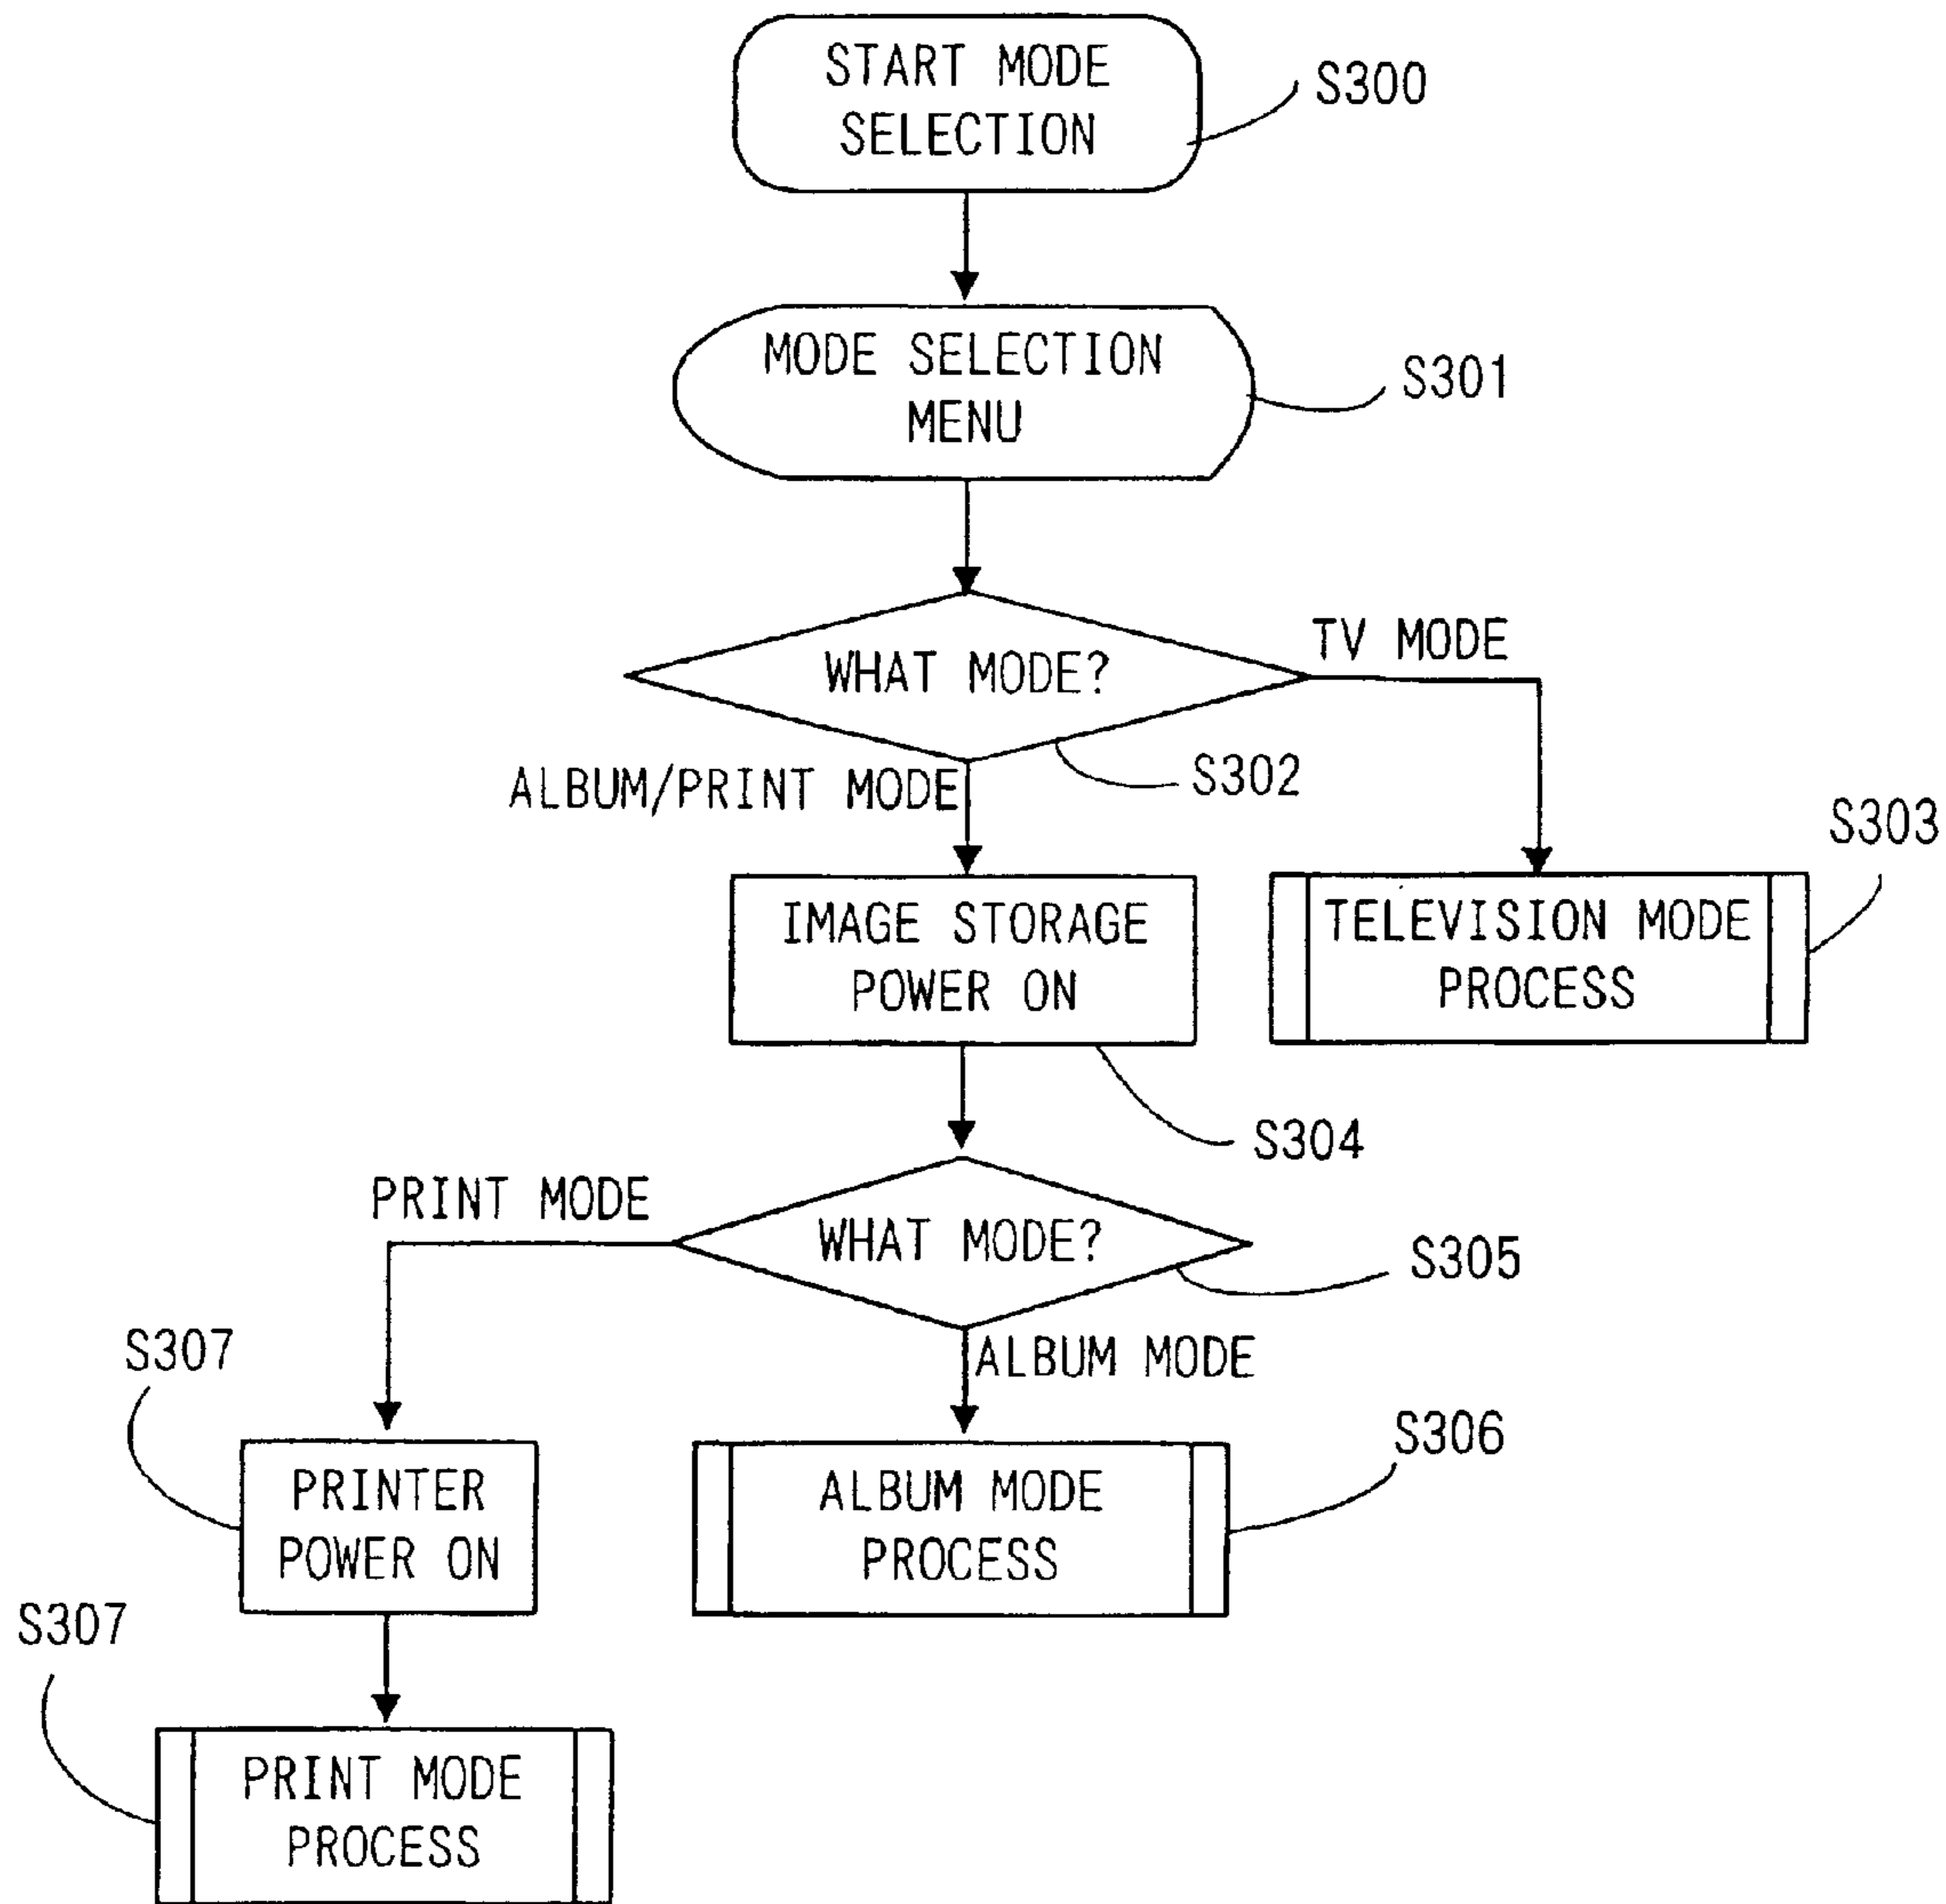 START MODE
SELECTION
S300
MODE SELECTION
MENU
S301
WHAT MODE?
TV MODE
S302
ALBUM/PRINT MODE
S303
IMAGE STORAGE
POWER ON
TELEVISION MODE
PROCESS
S304
PRINT MODE
WHAT MODE?
S305
ALBUM MODE
S307
PRINTER
POWER ON
ALBUM MODE
PROCESS
S306
S307
PRINT MODE
PROCESS